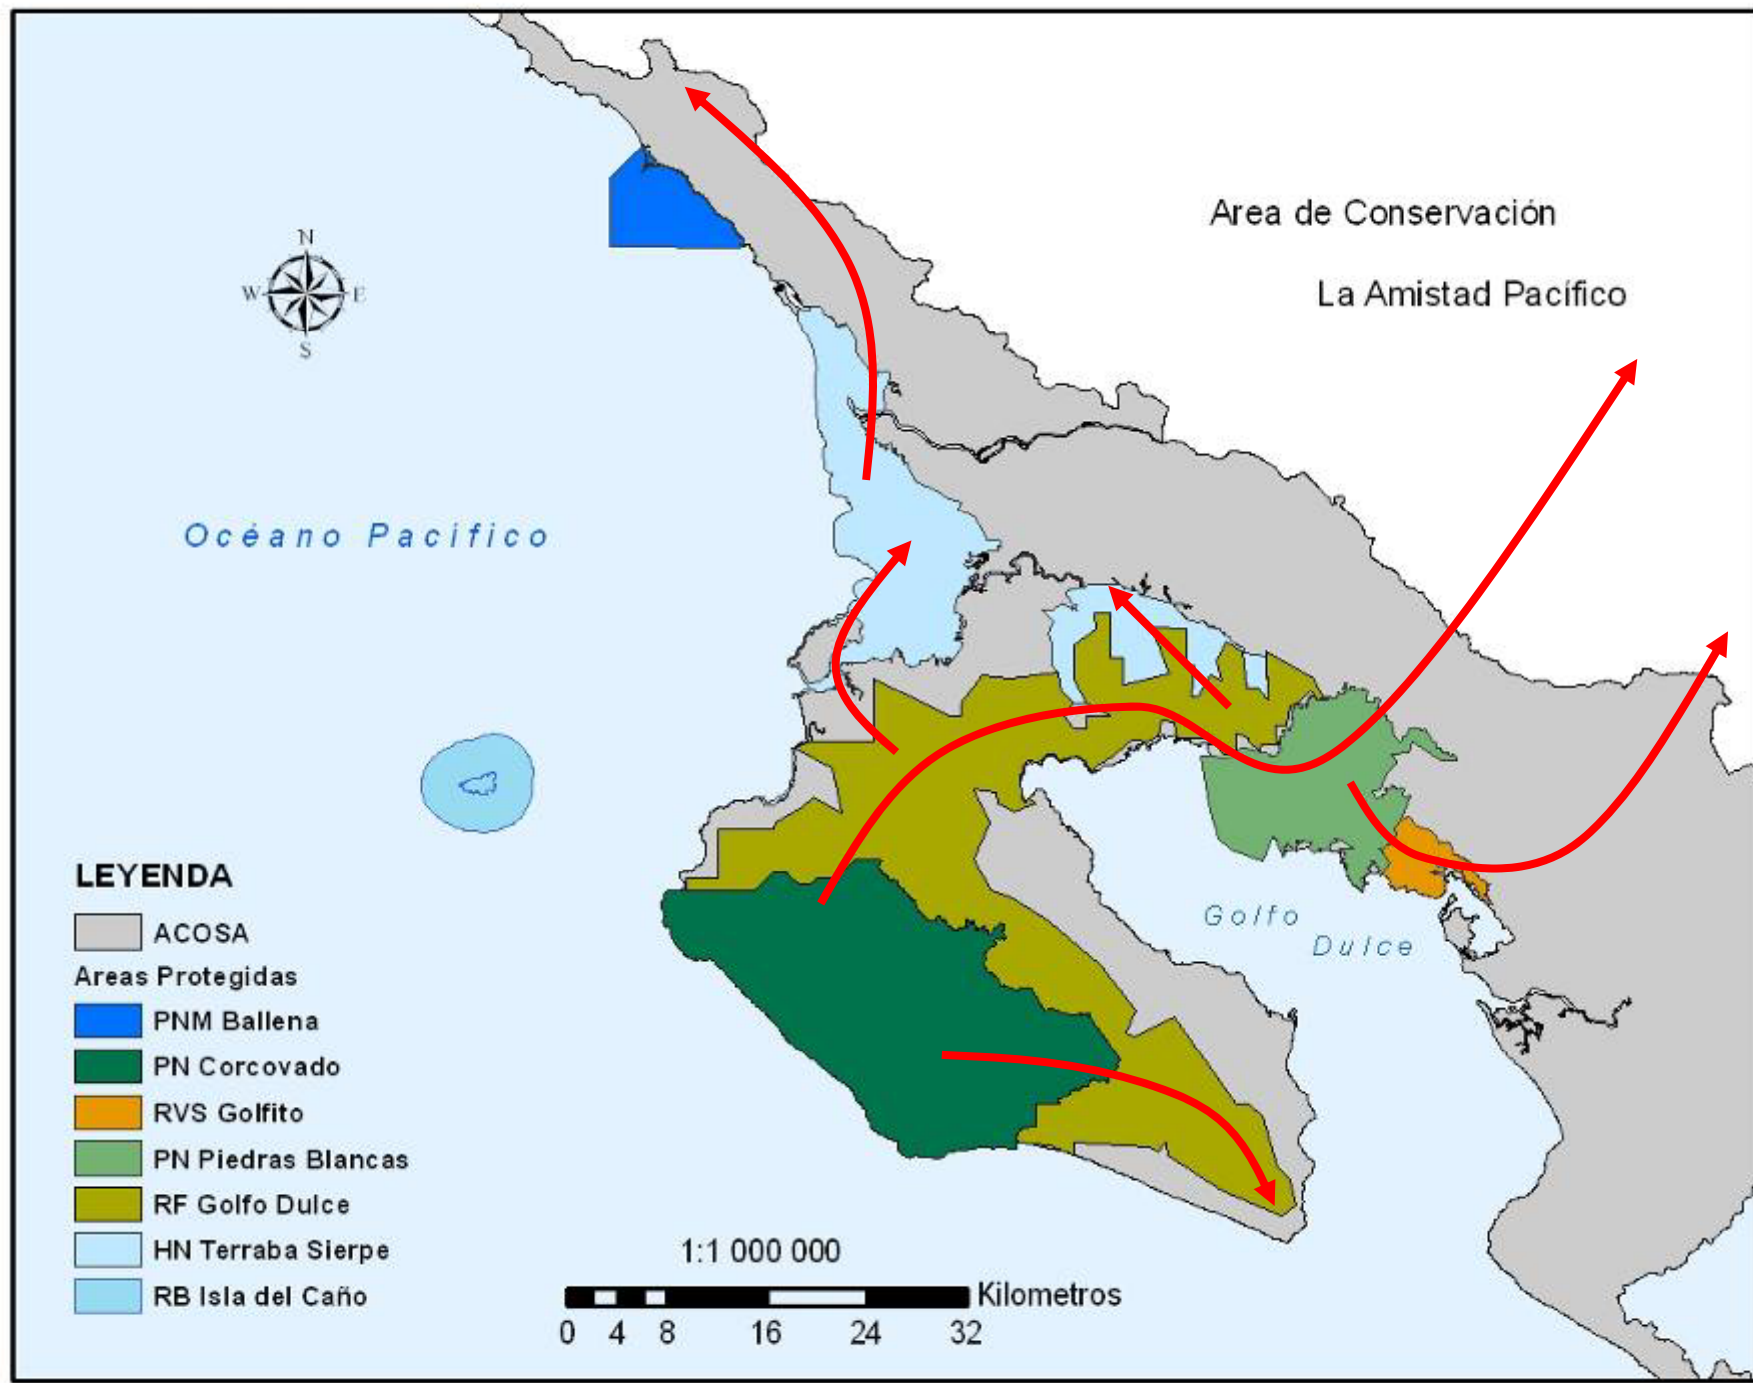 Area de Conservación
La Amistad Pacífico
N
W
E
S
Océano Pacífico
Golfo
Dulce
LEYENDA
ACOSA
Areas Protegidas
PNM Ballena
PN Corcovado
RVS Golfito
PN Piedras Blancas
RF Golfo Dulce
HN Terraba Sierpe
RB Isla del Caño
1:1 000 000
Kilometros
0 4 8 16 24 32